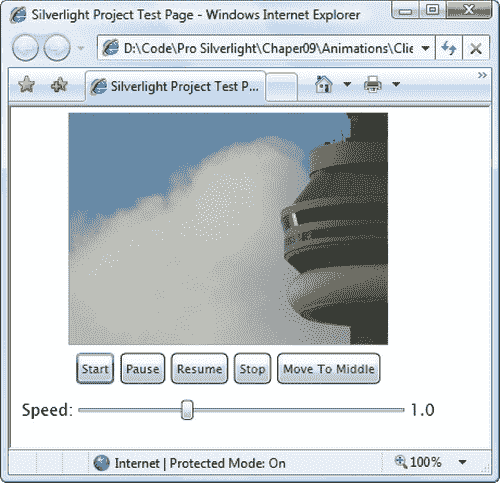 Silverlight Project Test Page - Windows Internet Explorer
D:\Code\Pro Silverlight\Chaper09\Animations\Clie
Silverlight Project Test P...
Start Pause Resume Stop Move To Middle
Speed: 1.0
Internet | Protected Mode: On 100%